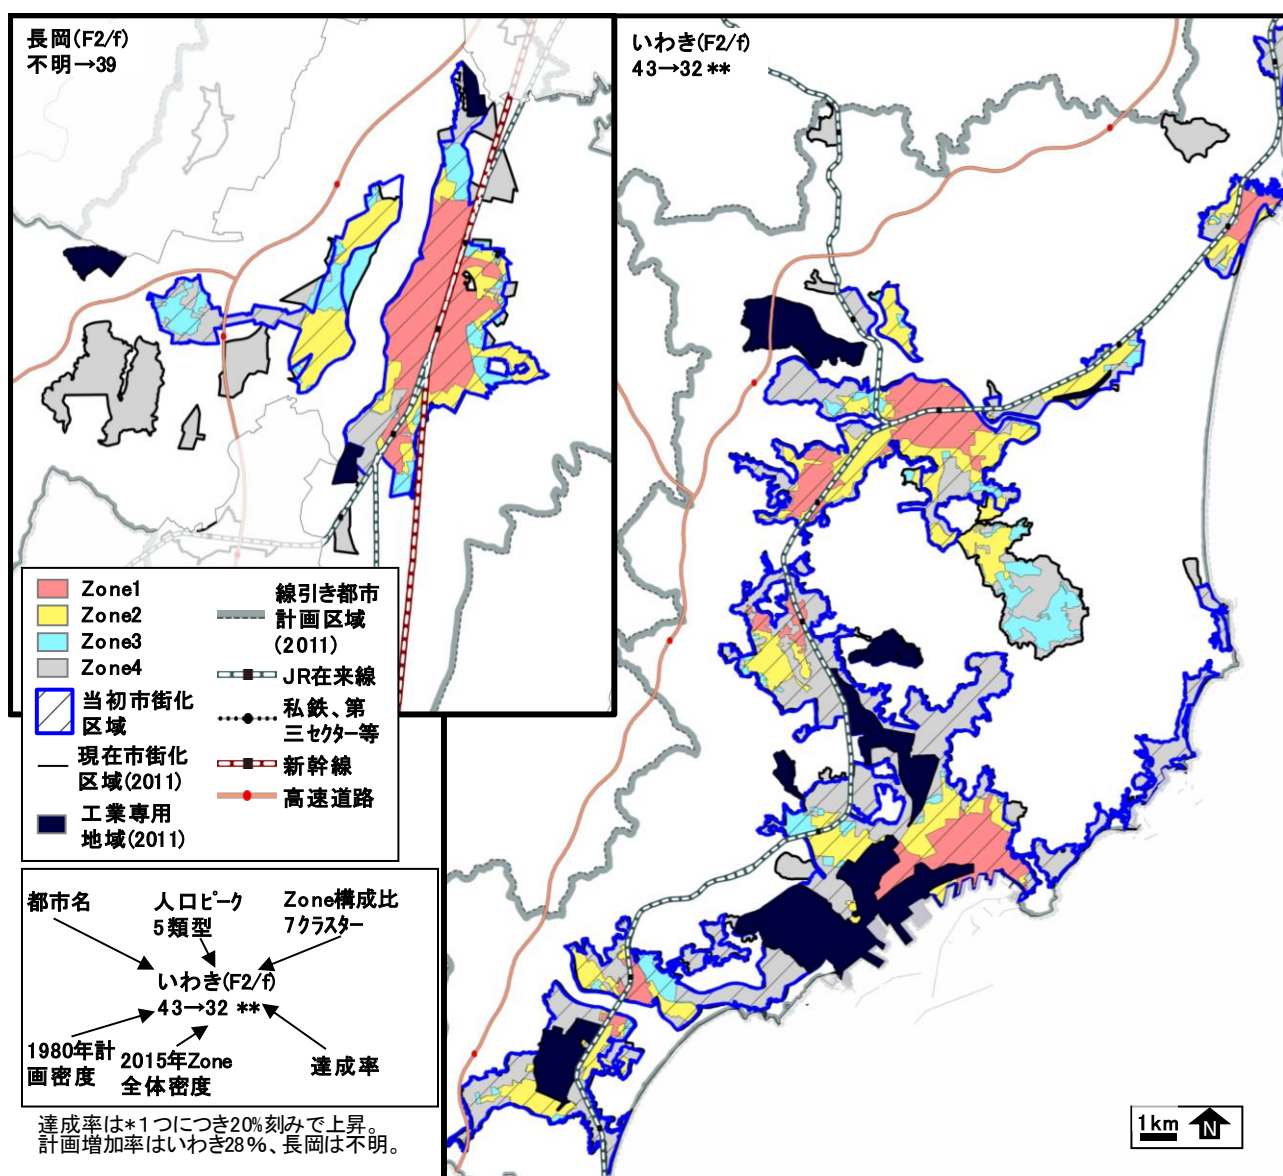 長岡(F2/f)
不明→39
いわき(F2/f)
43→32 **
Zone1
Zone2
Zone3
Zone4
当初市街化
区域
現在市街化
区域(2011)
工業専用
地域(2011)
線引き都市
計画区域
(2011)
JR在来線
私鉄、第
三セクター等
新幹線
高速道路
都市名
人口ピーク
5類型
Zone構成比
7クラスター
いわき(F2/f)
43→32 **
1980年計
画密度
2015年Zone
全体密度
達成率
達成率は*1つにつき20%刻みで上昇。
計画増加率はいわき28%、長岡は不明。
1km
N